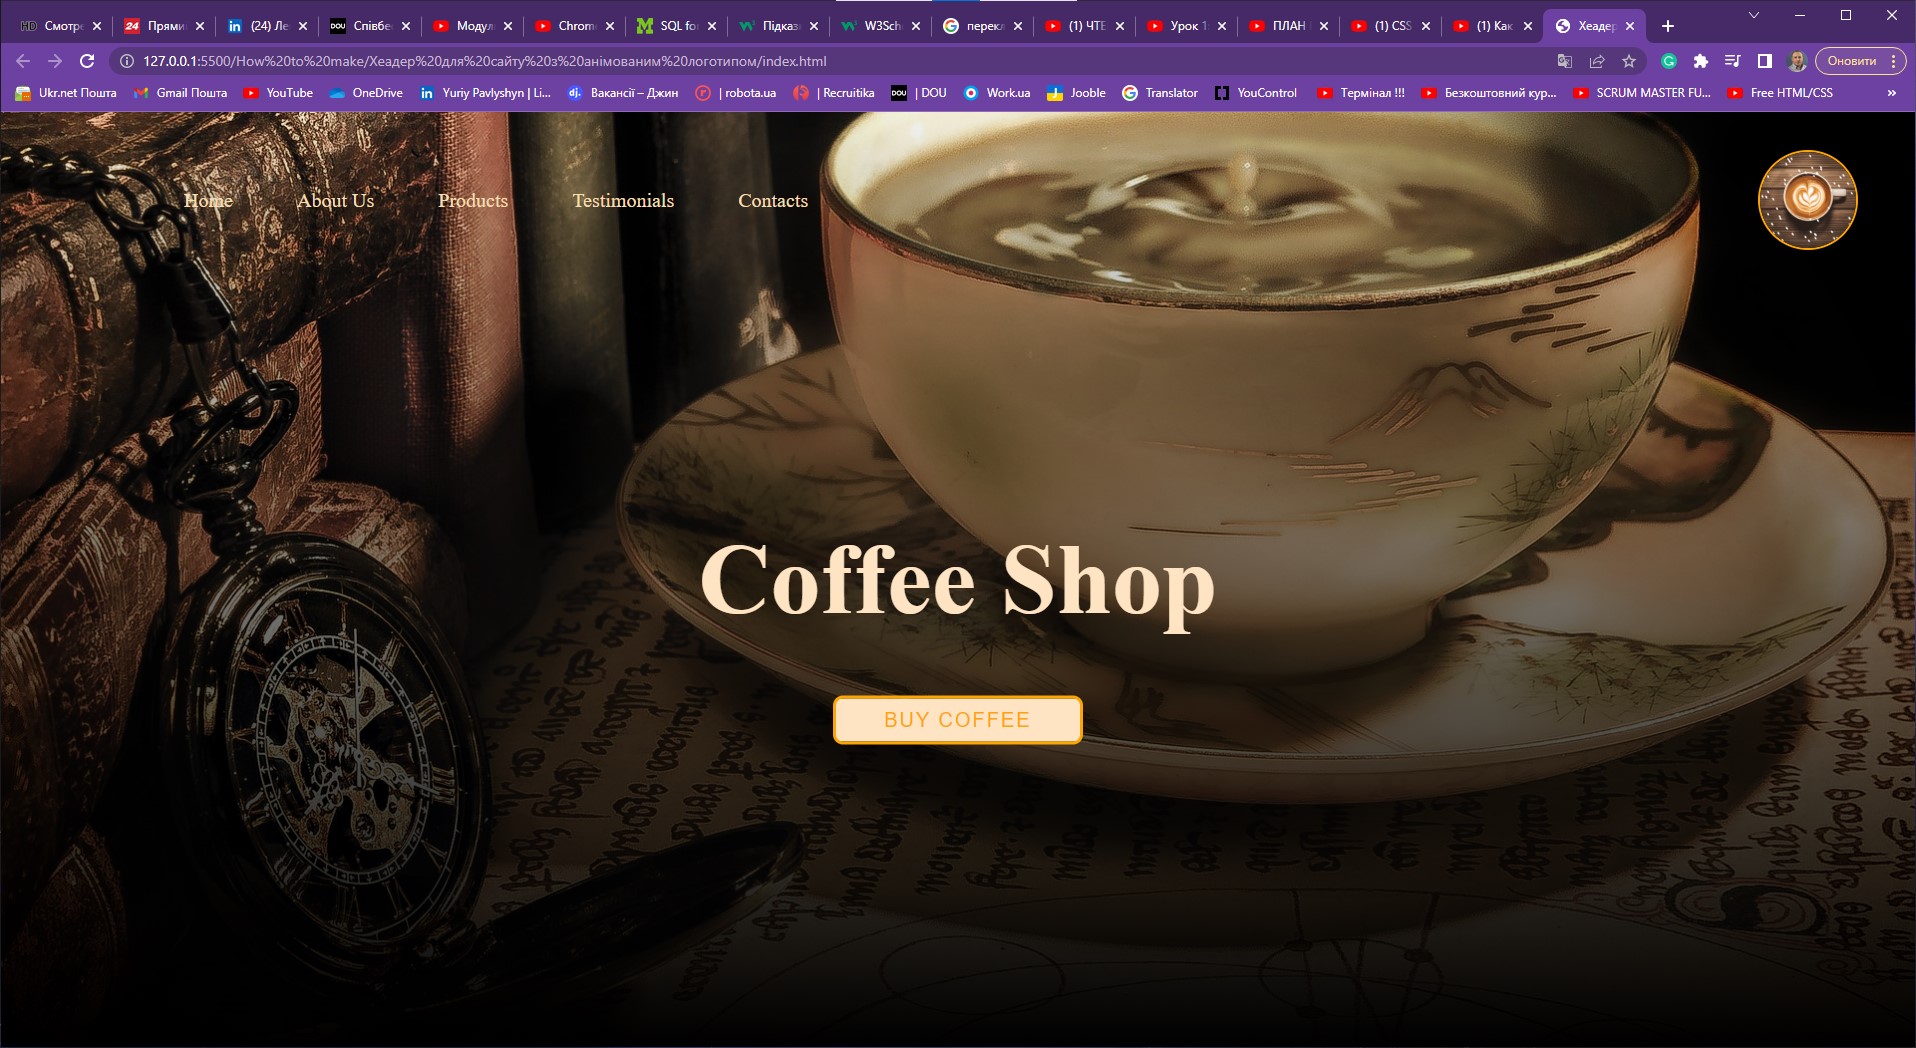 HD Смотре
24 Прями
in (24) Ле
DOU Співбе
Модул
Chrom
SQL fo
Підказ
W3Sch
перекл
(1) ЧТЕ
Урок 1
ПЛАН
(1) CSS
(1) Как
Хеадер
127.0.0.1:5500/How%20to%20make/Хеадер%20для%20сайту%20з%20анімованим%20логотипом/index.html
Оновити
Ukr.net Пошта
Gmail Пошта
YouTube
OneDrive
in Yuriy Pavlyshyn | Li...
dj. Вакансії – Джин
r | robota.ua
| Recruitika
DOU | DOU
Work.ua
Jooble
Translator
YouControl
Термінал !!!
Безкоштовний кур...
SCRUM MASTER FU...
Free HTML/CSS
»
Home About Us Products Testimonials Contacts
Coffee Shop
BUY COFFEE